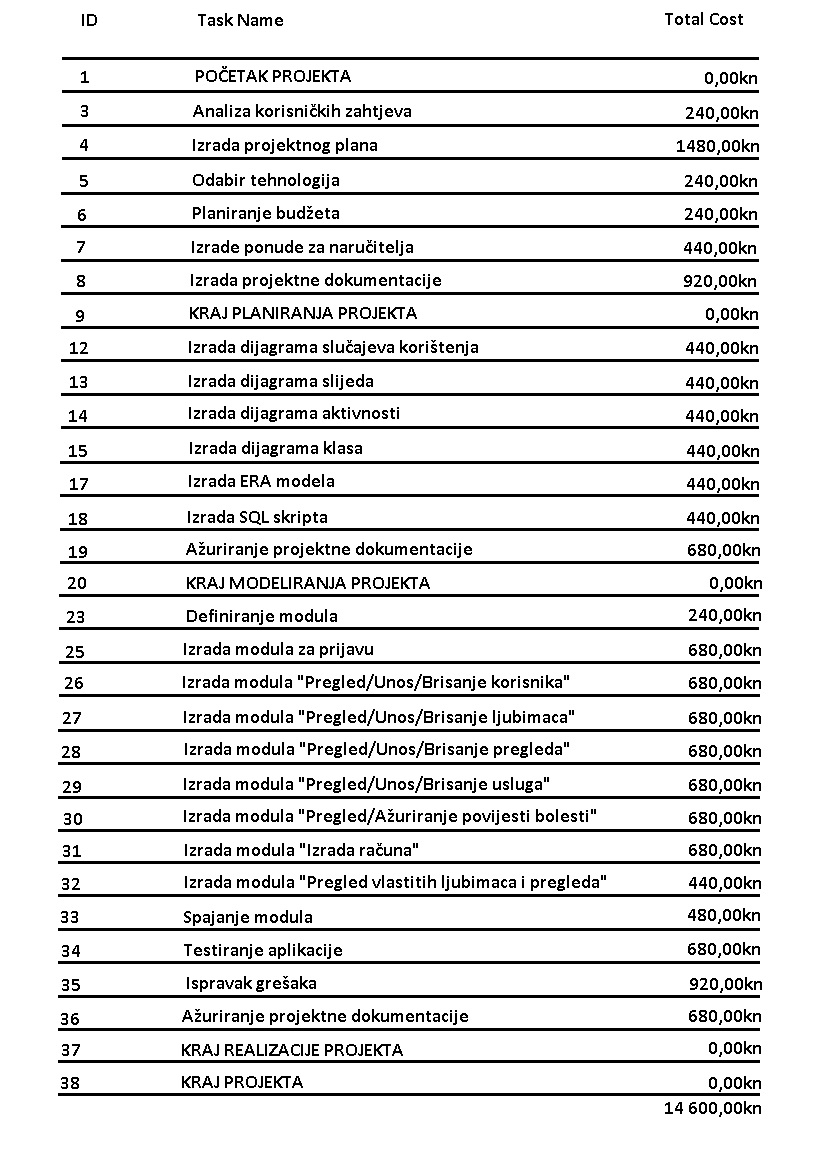 ID Task Name Total Cost
1 POČETAK PROJEKTA 0,00kn
3 Analiza korisničkih zahtjeva 240,00kn
4 Izrada projektnog plana 1480,00kn
5 Odabir tehnologija 240,00kn
6 Planiranje budžeta 240,00kn
7 Izrade ponude za naručitelja 440,00kn
8 Izrada projektne dokumentacije 920,00kn
9 KRAJ PLANIRANJA PROJEKTA 0,00kn
12 Izrada dijagrama slučajeva korištenja 440,00kn
13 Izrada dijagrama slijeda 440,00kn
14 Izrada dijagrama aktivnosti 440,00kn
15 Izrada dijagrama klasa 440,00kn
17 Izrada ERA modela 440,00kn
18 Izrada SQL skripta 440,00kn
19 Ažuriranje projektne dokumentacije 680,00kn
20 KRAJ MODELIRANJA PROJEKTA 0,00kn
23 Definiranje modula 240,00kn
25 Izrada modula za prijavu 680,00kn
26 Izrada modula "Pregled/Unos/Brisanje korisnika" 680,00kn
27 Izrada modula "Pregled/Unos/Brisanje ljubimaca" 680,00kn
28 Izrada modula "Pregled/Unos/Brisanje pregleda" 680,00kn
29 Izrada modula "Pregled/Unos/Brisanje usluga" 680,00kn
30 Izrada modula "Pregled/Ažuriranje povijesti bolesti" 680,00kn
31 Izrada modula "Izrada računa" 680,00kn
32 Izrada modula "Pregled vlastitih ljubimaca i pregleda" 440,00kn
33 Spajanje modula 480,00kn
34 Testiranje aplikacije 680,00kn
35 Ispravak grešaka 920,00kn
36 Ažuriranje projektne dokumentacije 680,00kn
37 KRAJ REALIZACIJE PROJEKTA 0,00kn
38 KRAJ PROJEKTA 0,00kn
14 600,00kn